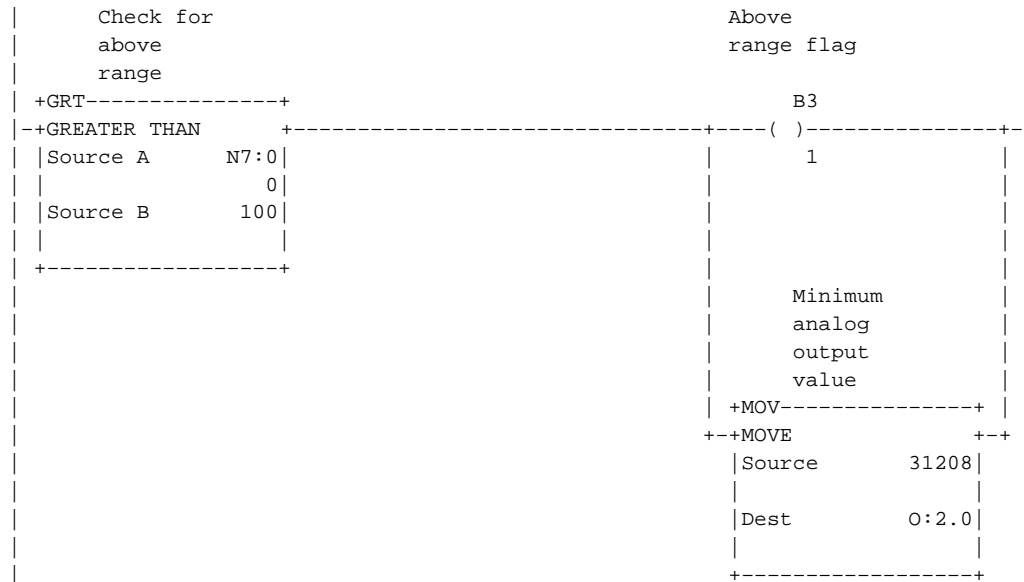 Check for Above
above range flag
range
GRT B3
GREATER THAN ( )
Source A N7:0 1
0
Source B 100
Minimum
analog
output
value
MOV
MOVE
Source 31208
Dest O:2.0